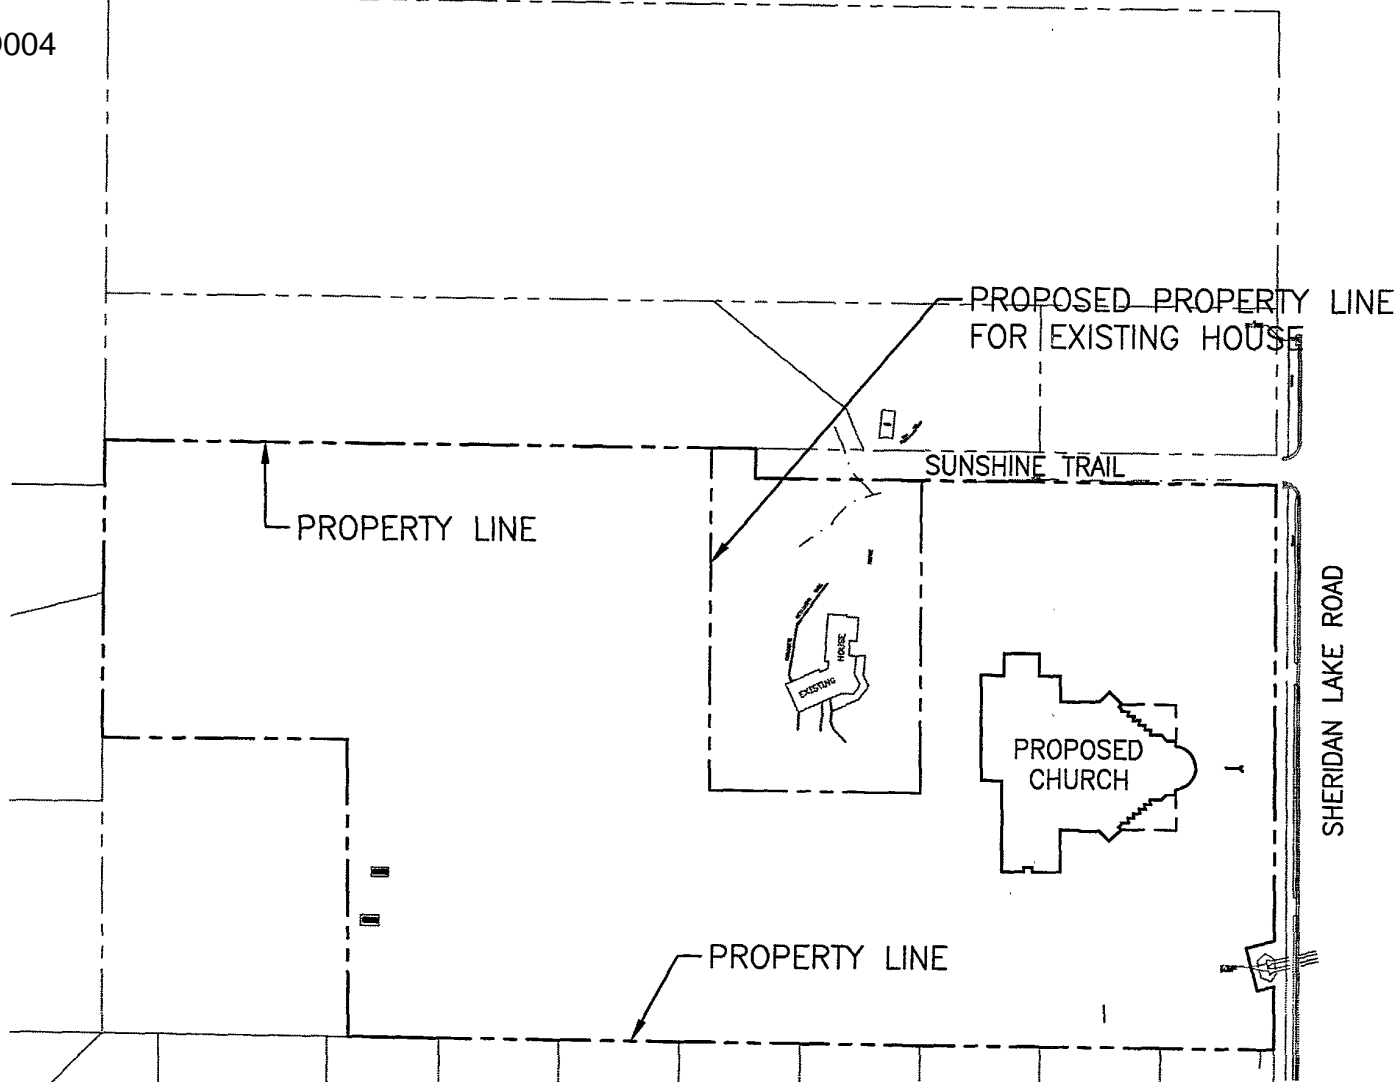 9004
PROPOSED PROPERTY LINE
FOR EXISTING HOUSE
SUNSHINE TRAIL
PROPERTY LINE
SHERIDAN LAKE ROAD
EXISTING
HOUSE
PROPOSED
CHURCH
PROPERTY LINE